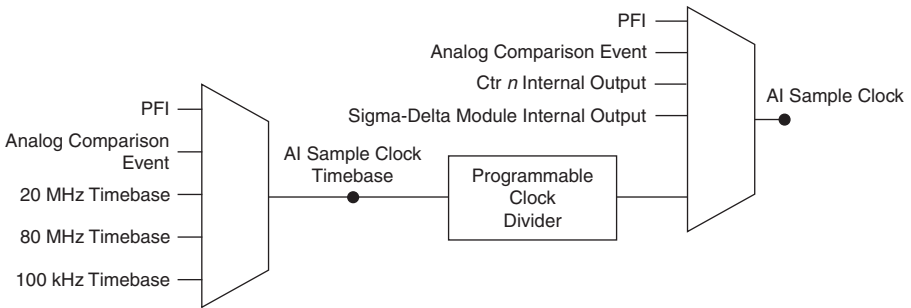 PFI
Analog Comparison Event
Ctr n Internal Output
Sigma-Delta Module Internal Output
AI Sample Clock
PFI
Analog Comparison
Event
20 MHz Timebase
80 MHz Timebase
100 kHz Timebase
AI Sample Clock
Timebase
Programmable
Clock
Divider